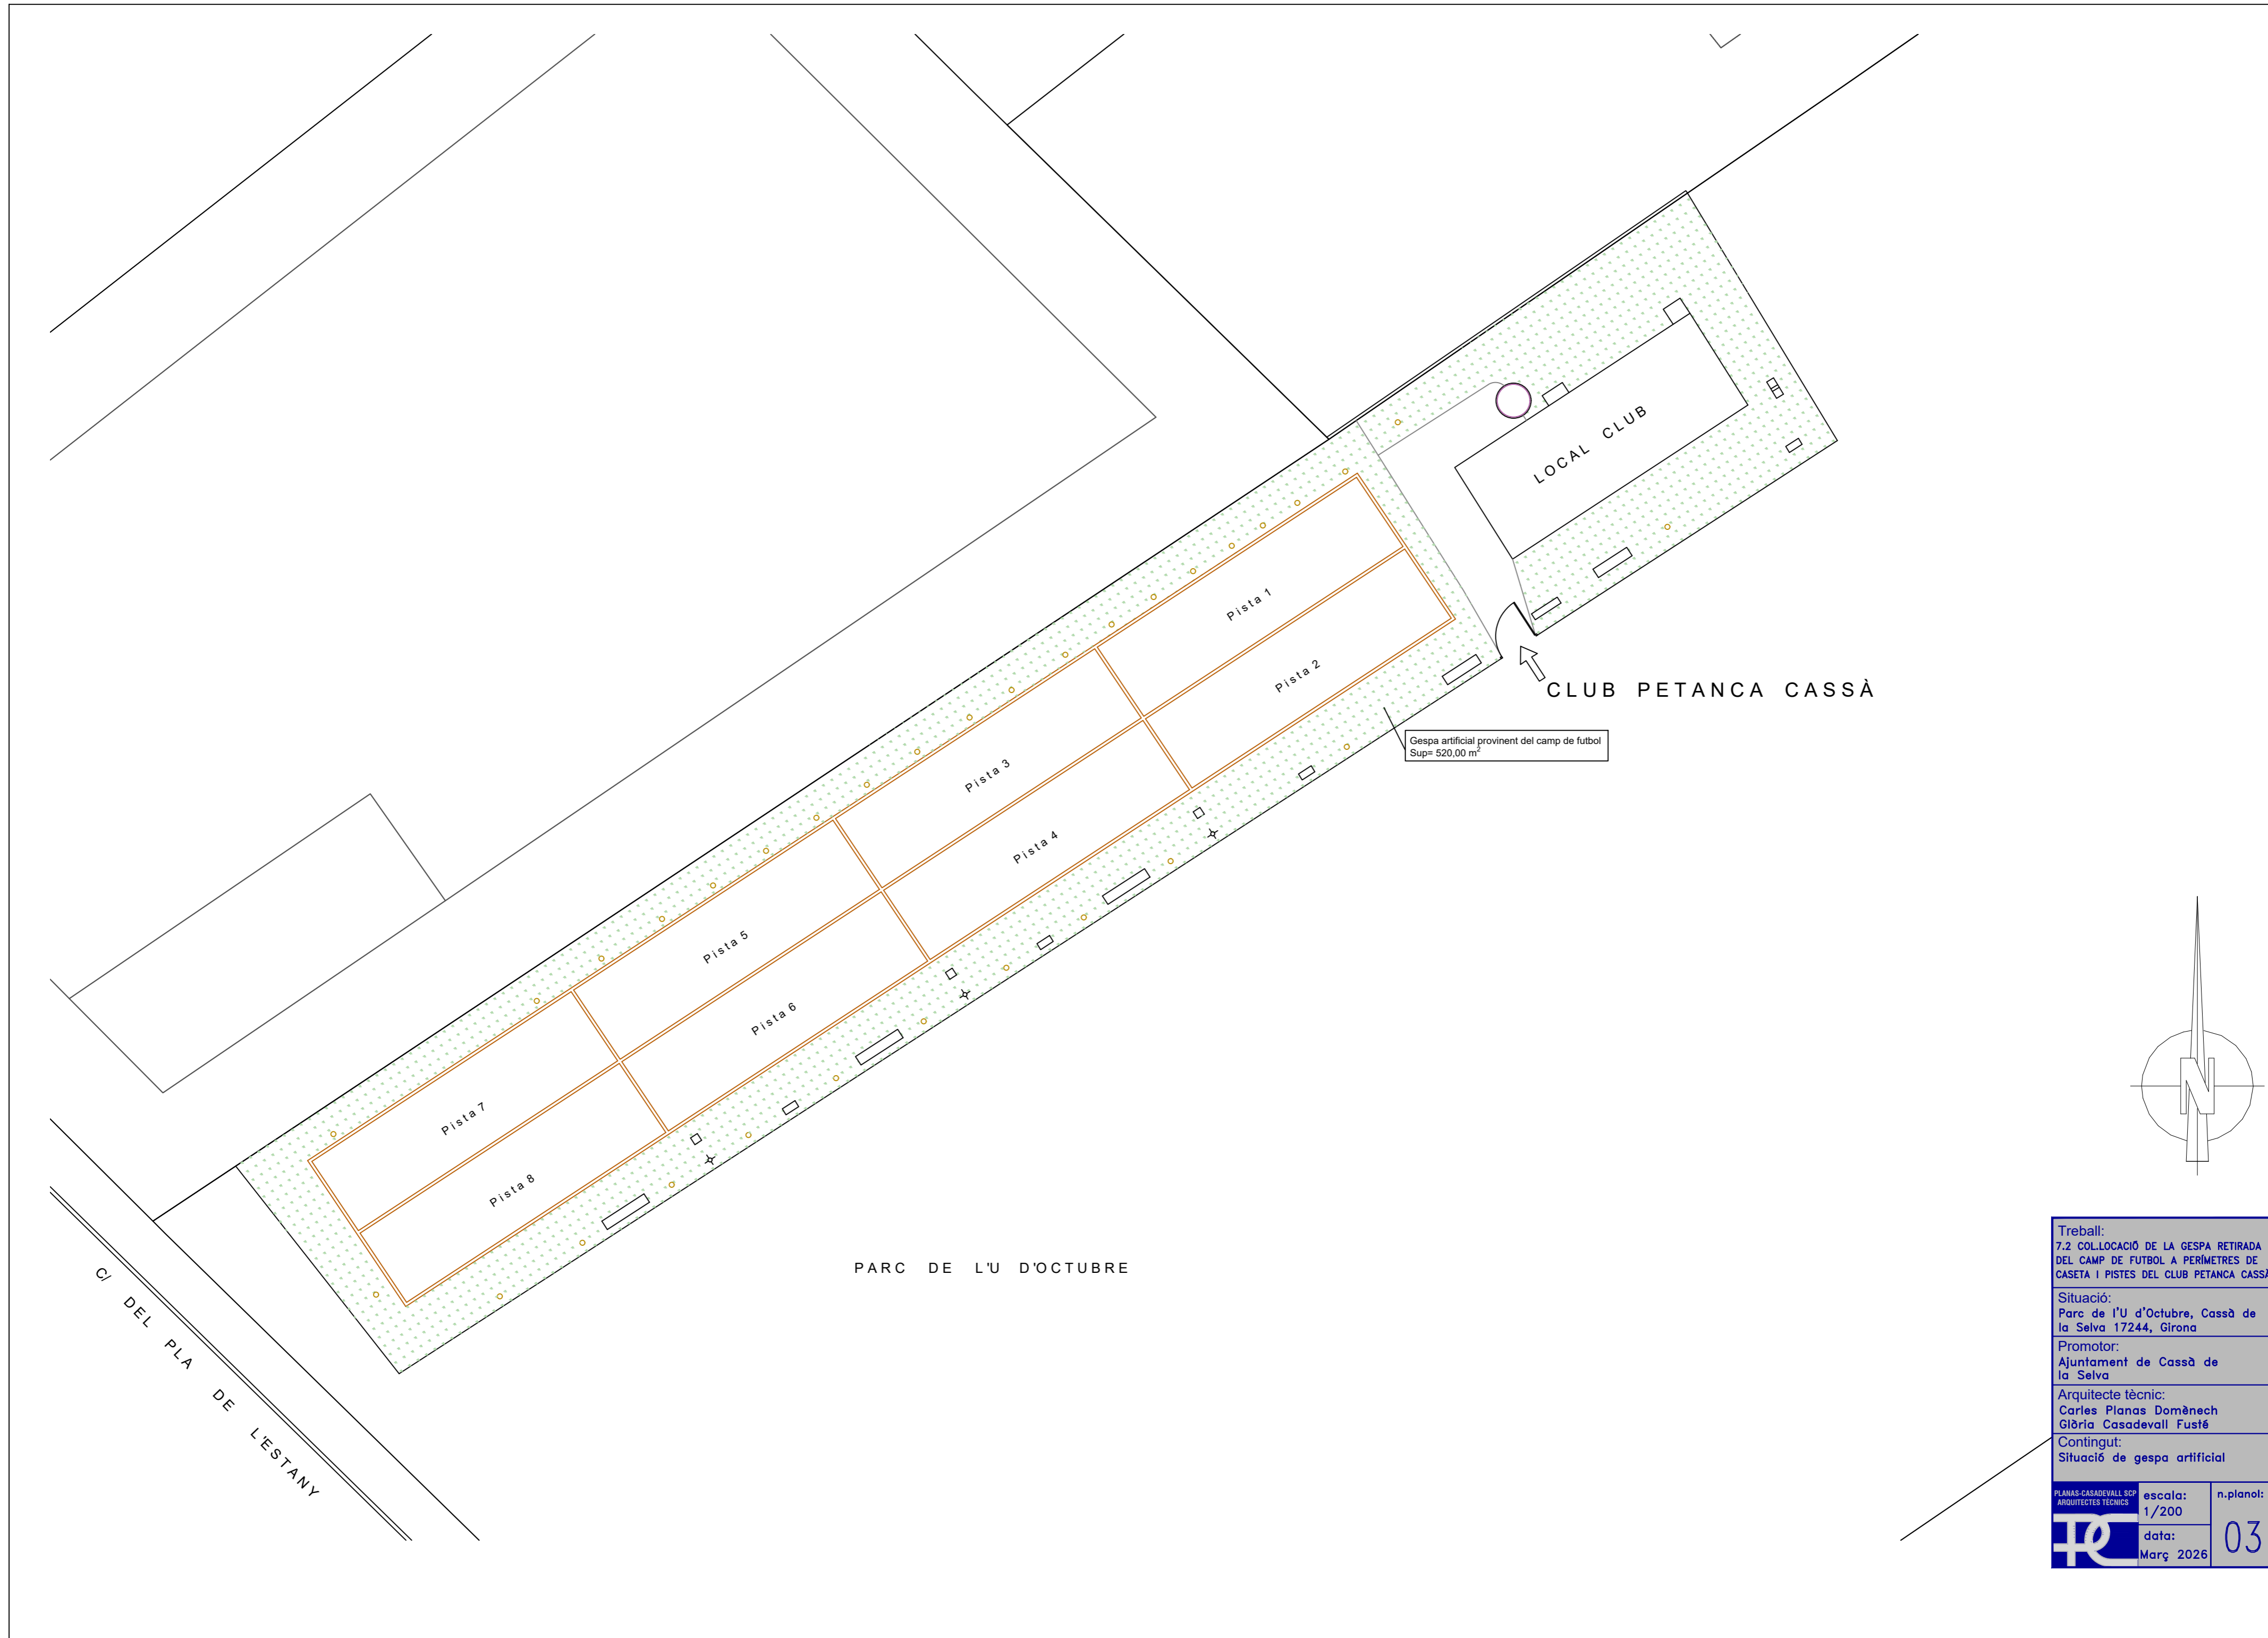 LOCAL CLUB
Pista 1
Pista 2
CLUB PETANCA CASSÀ
Gespa artificial provinent del camp de futbol
Sup= 520,00 m²
Pista 3
Pista 4
Pista 5
Pista 6
Pista 7
Pista 8
PARC DE L'U D'OCTUBRE
C/ DEL PLA DE L'ESTANY
N
Treball:
7.2 COL.LOCACIÓ DE LA GESPA RETIRADA
DEL CAMP DE FUTBOL A PERÍMETRES DE
CASETA I PISTES DEL CLUB PETANCA CASSÀ
Situació:
Parc de l'U d'Octubre, Cassà de
la Selva 17244, Girona
Promotor:
Ajuntament de Cassà de
la Selva
Arquitecte tècnic:
Carles Planas Domènech
Glòria Casadevall Fusté
Contingut:
Situació de gespa artificial
PLANAS-CASADEVALL SCP
ARQUITECTES TÈCNICS
PC
escala:
1/200
data:
Març 2026
n.planol:
03